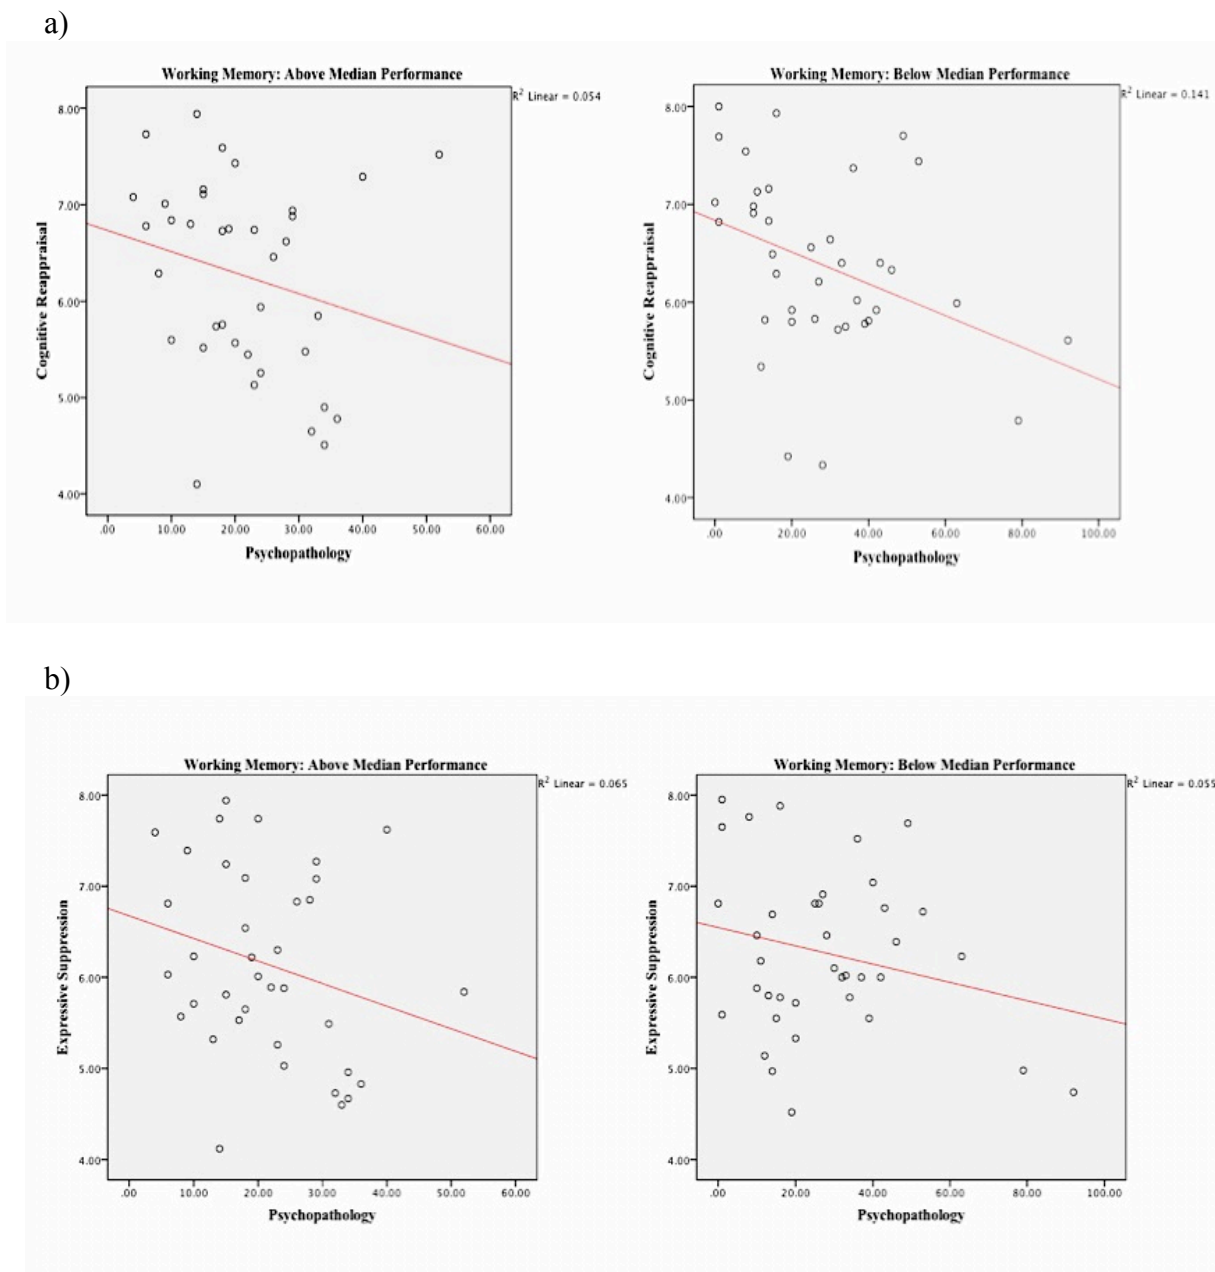 a)
Working Memory: Above Median Performance
R² Linear = 0.054
8.00
7.00
6.00
5.00
4.00
Cognitive Reappraisal
.00 10.00 20.00 30.00 40.00 50.00 60.00
Psychopathology
Working Memory: Below Median Performance
R² Linear = 0.141
8.00
7.00
6.00
5.00
4.00
Cognitive Reappraisal
.00 20.00 40.00 60.00 80.00 100.00
Psychopathology
b)
Working Memory: Above Median Performance
R² Linear = 0.065
8.00
7.00
6.00
5.00
4.00
Expressive Suppression
.00 10.00 20.00 30.00 40.00 50.00 60.00
Psychopathology
Working Memory: Below Median Performance
R² Linear = 0.055
8.00
7.00
6.00
5.00
4.00
Expressive Suppression
.00 20.00 40.00 60.00 80.00 100.00
Psychopathology